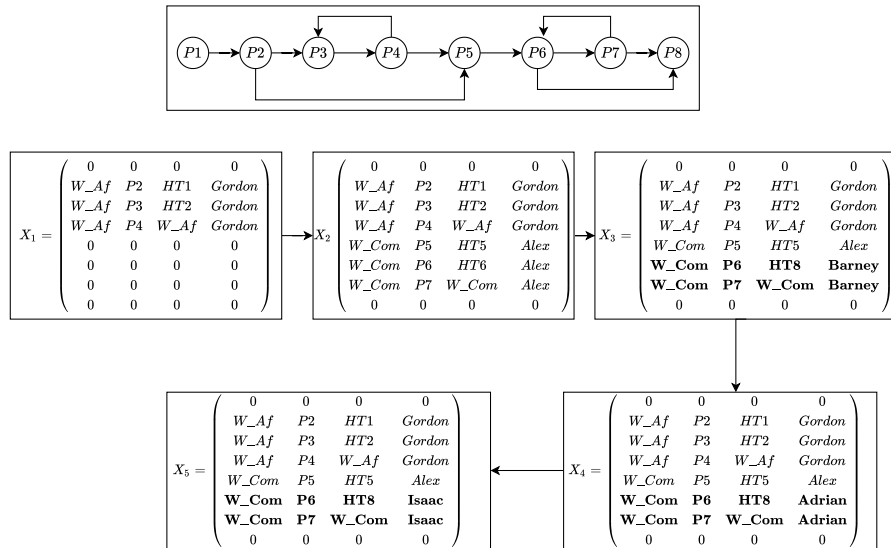 P1 P2 P3 P4 P5 P6 P7 P8
0 0 0 0
W_Af P2 HT1 Gordon
W_Af P3 HT2 Gordon
X1 = W_Af P4 W_Af Gordon
0 0 0 0
0 0 0 0
0 0 0 0
0 0 0 0
0 0 0 0
W_Af P2 HT1 Gordon
W_Af P3 HT2 Gordon
X2 W_Af P4 W_Af Gordon
W_Com P5 HT5 Alex
W_Com P6 HT6 Alex
W_Com P7 W_Com Alex
0 0 0 0
0 0 0 0
W_Af P2 HT1 Gordon
W_Af P3 HT2 Gordon
X3 = W_Af P4 W_Af Gordon
W_Com P5 HT5 Alex
W_Com P6 HT8 Barney
W_Com P7 W_Com Barney
0 0 0 0
0 0 0 0
W_Af P2 HT1 Gordon
W_Af P3 HT2 Gordon
X5 = W_Af P4 W_Af Gordon
W_Com P5 HT5 Alex
W_Com P6 HT8 Isaac
W_Com P7 W_Com Isaac
0 0 0 0
0 0 0 0
W_Af P2 HT1 Gordon
W_Af P3 HT2 Gordon
X4 = W_Af P4 W_Af Gordon
W_Com P5 HT5 Alex
W_Com P6 HT8 Adrian
W_Com P7 W_Com Adrian
0 0 0 0